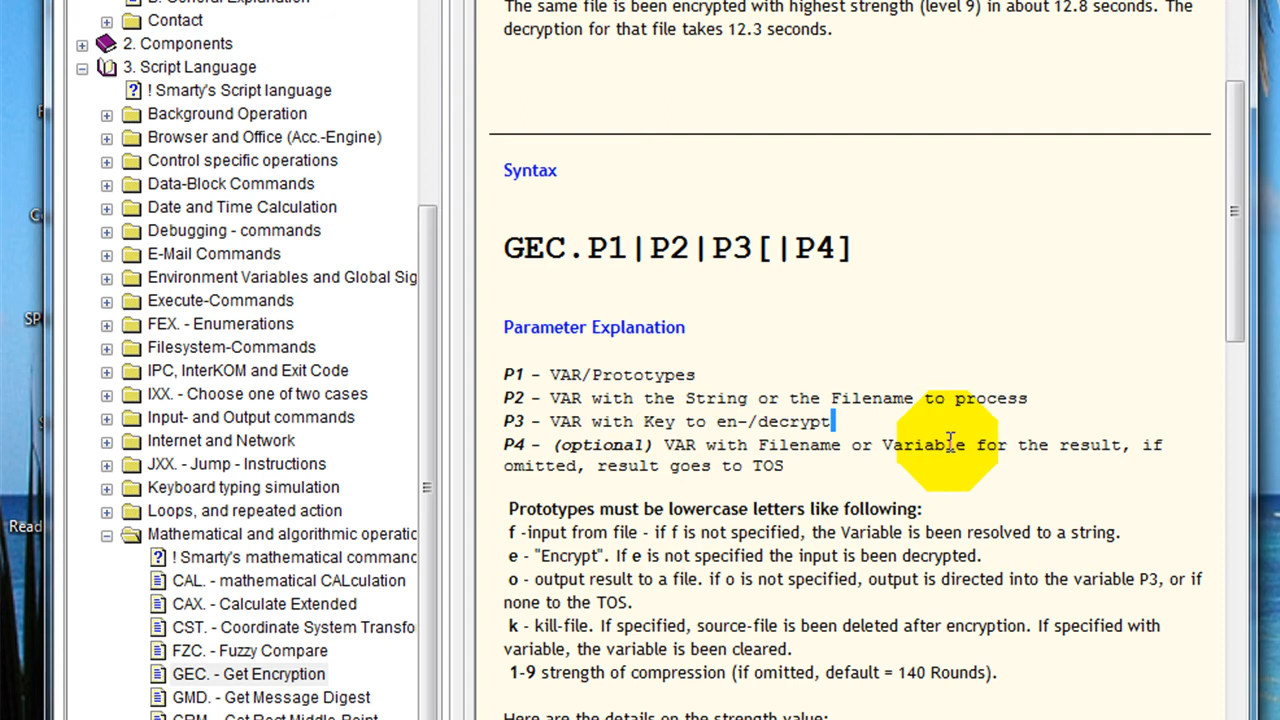 Contact
2. Components
3. Script Language
! Smarty's Script language
Background Operation
Browser and Office (Acc.-Engine)
Control specific operations
Data-Block Commands
Date and Time Calculation
Debugging - commands
E-Mail Commands
Environment Variables and Global Sig
Execute-Commands
FEX. - Enumerations
Filesystem-Commands
IPC, InterKOM and Exit Code
IXX. - Choose one of two cases
Input- and Output commands
Internet and Network
JXX. - Jump - Instructions
Keyboard typing simulation
Loops, and repeated action
Mathematical and algorithmic operatic
! Smarty's mathematical commanc
CAL. - mathematical CALculation
CAX. - Calculate Extended
CST. - Coordinate System Transfo
FZC. - Fuzzy Compare
GEC. - Get Encryption
GMD. - Get Message Digest
SP
Read
The same file is been encrypted with highest strength (level 9) in about 12.8 seconds. The
decryption for that file takes 12.3 seconds.
Syntax
GEC.P1|P2|P3[|P4]
Parameter Explanation
P1 - VAR/Prototypes
P2 - VAR with the String or the Filename to process
P3 - VAR with Key to en-/decrypt
P4 - (optional) VAR with Filename or Variable for the result, if
omitted, result goes to TOS
Prototypes must be lowercase letters like following:
f -input from file - if f is not specified, the Variable is been resolved to a string.
e - "Encrypt". If e is not specified the input is been decrypted.
o - output result to a file. if o is not specified, output is directed into the variable P3, or if
none to the TOS.
k - kill-file. If specified, source-file is been deleted after encryption. If specified with
variable, the variable is been cleared.
1-9 strength of compression (if omitted, default = 140 Rounds).
Here are the details on the strength value: